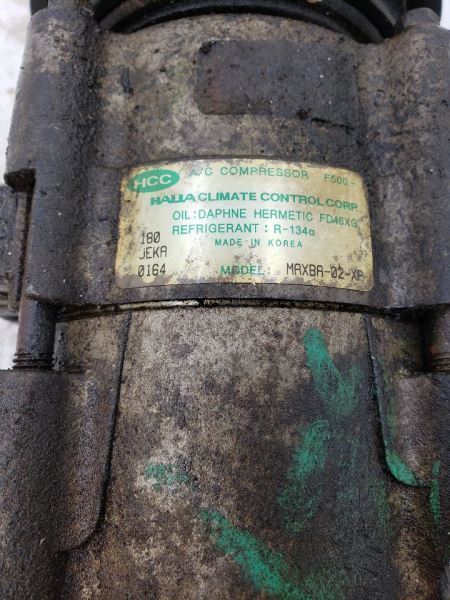 HCC A/C COMPRESSOR F500-
HALLA CLIMATE CONTROL CORP
OIL: DAPHNE HERMETIC FD46XG
REFRIGERANT : R-134a
MADE IN KOREA
180
JEKA
0164 MODEL: MAXBA-02-XP